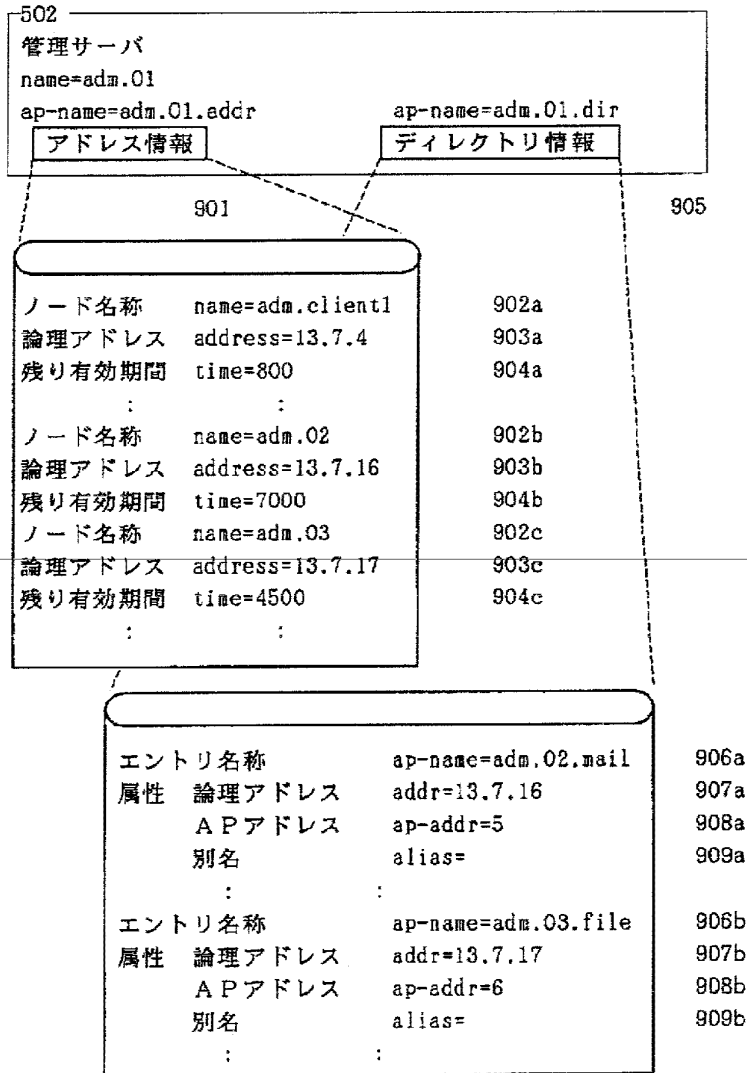 502
管理サーバ
name=adm.01
ap-name=adm.01.addr ap-name=adm.01.dir
アドレス情報 ディレクトリ情報
901 905
ノード名称 name=adm.client1 902a
論理アドレス address=13.7.4 903a
残り有効期間 time=800 904a
: :
ノード名称 name=adm.02 902b
論理アドレス address=13.7.16 903b
残り有効期間 time=7000 904b
ノード名称 name=adm.03 902c
論理アドレス address=13.7.17 903c
残り有効期間 time=4500 904c
: :
エントリ名称 ap-name=adm.02.mail 906a
属性 論理アドレス addr=13.7.16 907a
APアドレス ap-addr=5 908a
別名 alias= 909a
: :
エントリ名称 ap-name=adm.03.file 906b
属性 論理アドレス addr=13.7.17 907b
APアドレス ap-addr=6 908b
別名 alias= 909b
: :